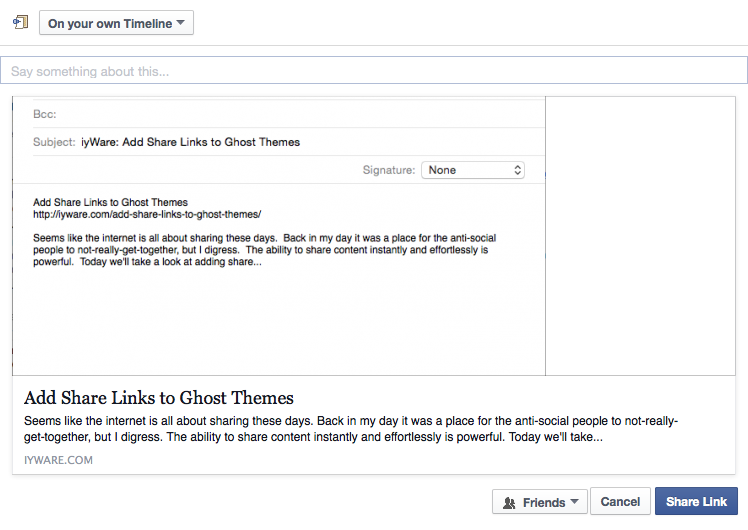 On your own Timeline
Say something about this...
Bcc:
Subject: iyWare: Add Share Links to Ghost Themes
Signature: None
Add Share Links to Ghost Themes
http://iyware.com/add-share-links-to-ghost-themes/
Seems like the internet is all about sharing these days.  Back in my day it was a place for the anti-social
people to not-really-get-together, but I digress.  The ability to share content instantly and effortlessly is
powerful.  Today we'll take a look at adding share...
Add Share Links to Ghost Themes
Seems like the internet is all about sharing these days. Back in my day it was a place for the anti-social people to not-really-
get-together, but I digress. The ability to share content instantly and effortlessly is powerful. Today we'll take...
IYWARE.COM
Friends Cancel Share Link